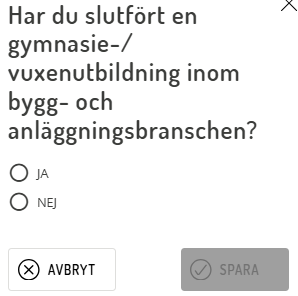 Har du slutfört en
gymnasie-/
vuxenutbildning inom
bygg- och
anläggningsbranschen?
JA
NEJ
AVBRYT SPARA